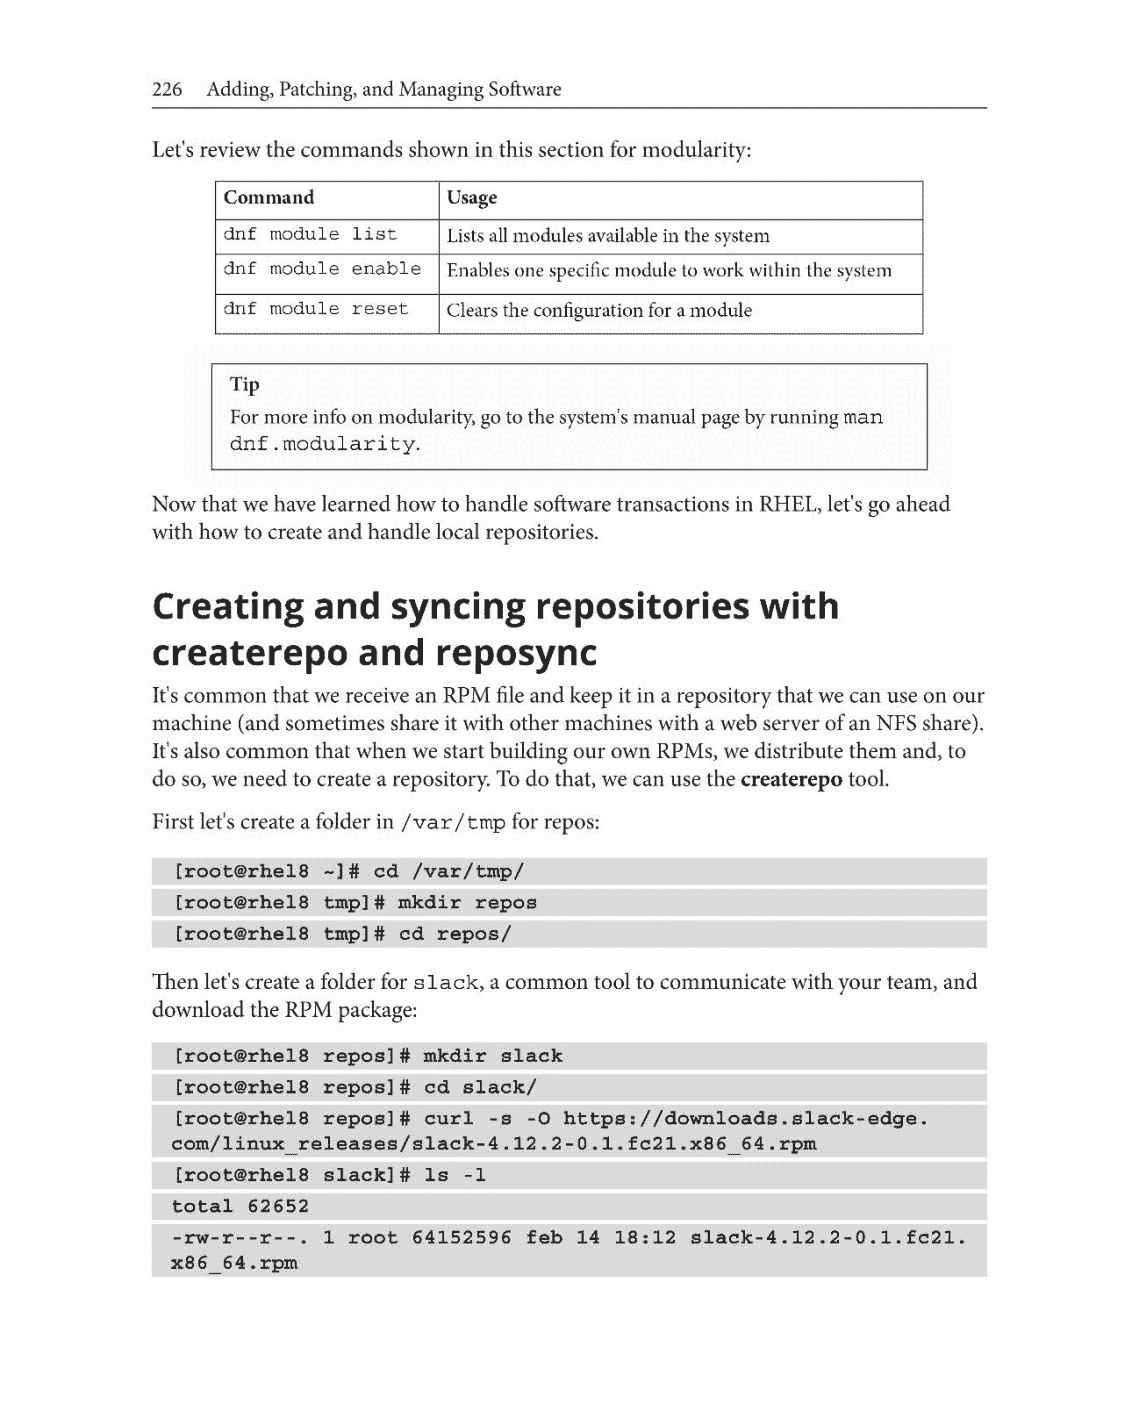 226 Adding, Patching, and Managing Software
Let's review the commands shown in this section for modularity:
Command Usage
dnf module list Lists all modules available in the system
dnf module enable Enables one specific module to work within the system
dnf module reset Clears the configuration for a module
Tip
For more info on modularity, go to the system's manual page by running man
dnf.modularity.
Now that we have learned how to handle software transactions in RHEL, let's go ahead
with how to create and handle local repositories.
Creating and syncing repositories with
createrepo and reposync
It's common that we receive an RPM file and keep it in a repository that we can use on our
machine (and sometimes share it with other machines with a web server of an NFS share).
It's also common that when we start building our own RPMs, we distribute them and, to
do so, we need to create a repository. To do that, we can use the createrepo tool.
First let's create a folder in /var/tmp for repos:
[root@rhel8 ~]# cd /var/tmp/
[root@rhel8 tmp]# mkdir repos
[root@rhel8 tmp]# cd repos/
Then let's create a folder for slack, a common tool to communicate with your team, and
download the RPM package:
[root@rhel8 repos]# mkdir slack
[root@rhel8 repos]# cd slack/
[root@rhel8 repos]# curl -s -O https://downloads.slack-edge.
com/linux_releases/slack-4.12.2-0.1.fc21.x86_64.rpm
[root@rhel8 slack]# ls -l
total 62652
-rw-r--r--. 1 root 64152596 feb 14 18:12 slack-4.12.2-0.1.fc21.
x86_64.rpm